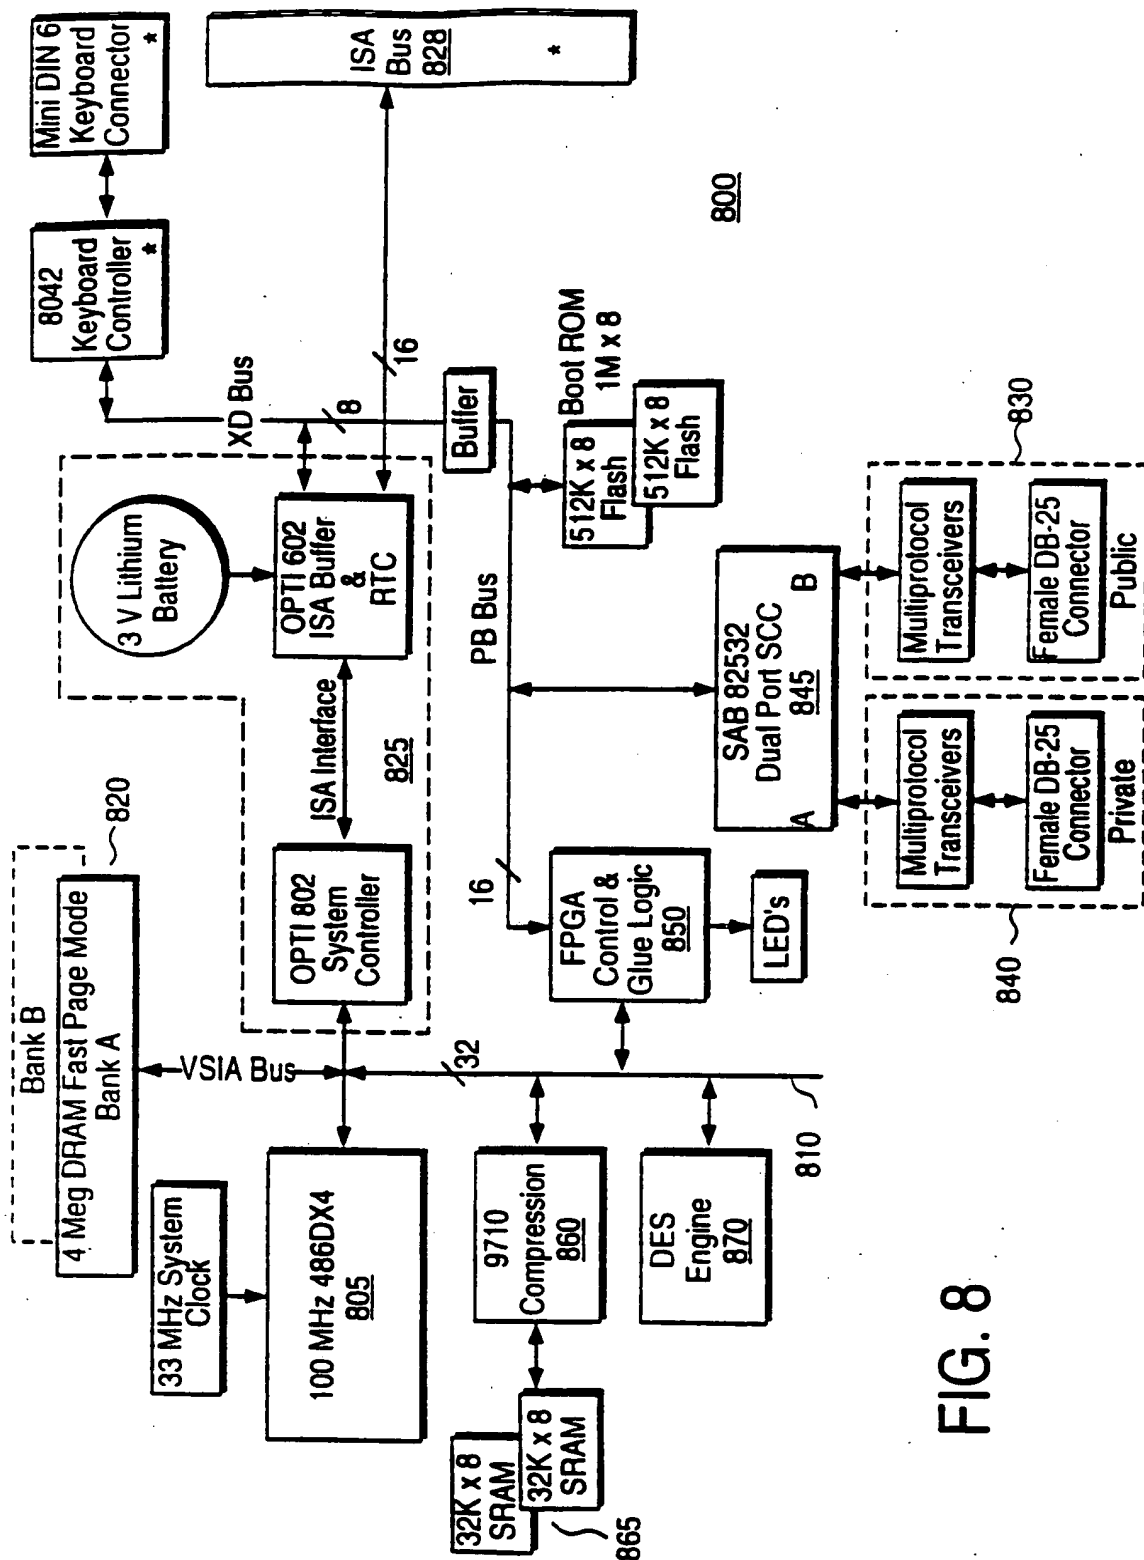 Bank B
4 Meg DRAM Fast Page Mode
Bank A
820
33 MHz System
Clock
VSIA Bus
100 MHz 486DX4
805
32
OPTI 802
System
Controller
ISA Interface
825
3 V Lithium
Battery
OPTI 602
ISA Buffer
&
RTC
XD Bus
8
16
8042
Keyboard
Controller
*
Mini DIN 6
Keyboard
Connector
*
ISA
Bus
828
*
Buffer
32K x 8
SRAM
32K x 8
SRAM
865
9710
Compression
860
DES
Engine
870
810
16
PB Bus
FPGA
Control &
Glue Logic
850
LED's
512K x 8
Flash
512K x 8
Flash
Boot ROM
1M x 8
800
SAB 82532
Dual Port SCC
845
A
B
Multiprotocol
Transceivers
Female DB-25
Connector
Private
840
Multiprotocol
Transceivers
Female DB-25
Connector
Public
830
FIG. 8